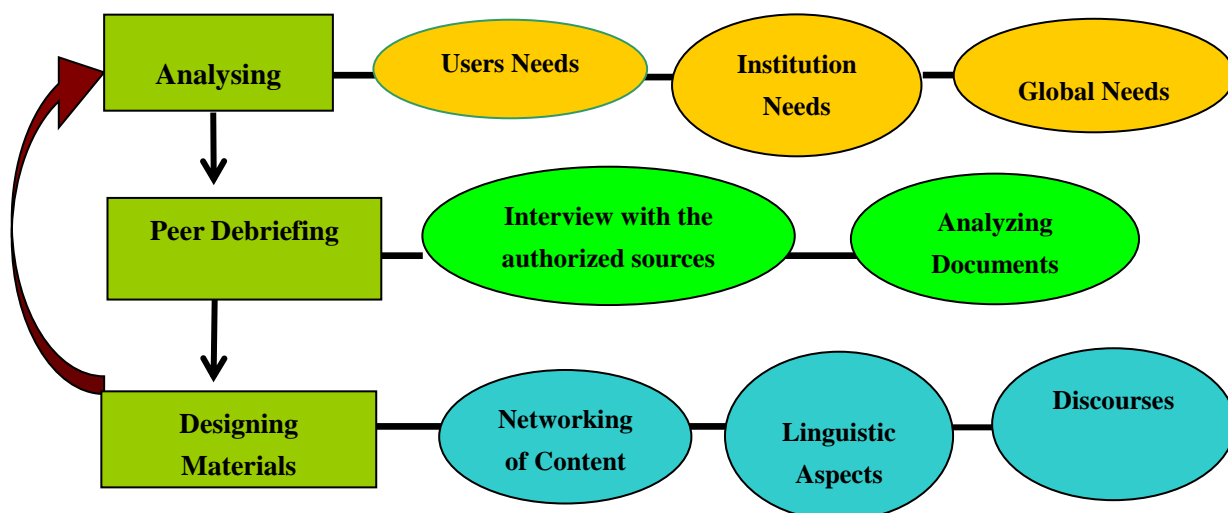 Analysing
Users Needs
Institution
Needs
Global Needs
Peer Debriefing
Interview with the
authorized sources
Analyzing
Documents
Designing
Materials
Networking
of Content
Linguistic
Aspects
Discourses